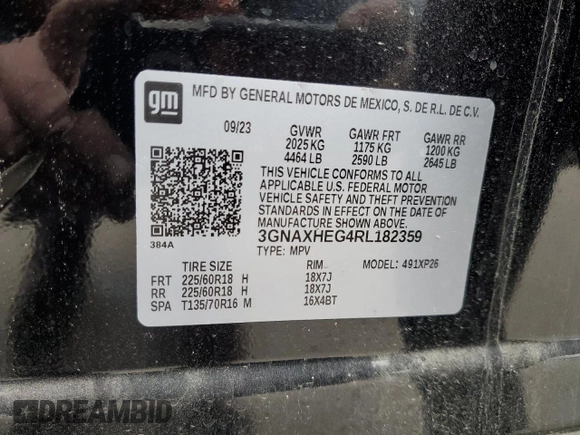 gm
MFD BY GENERAL MOTORS DE MEXICO, S. DE R.L. DE C.V.
09/23 GVWR GAWR FRT GAWR RR
2025 KG 1175 KG 1200 KG
4464 LB 2590 LB 2645 LB
THIS VEHICLE CONFORMS TO ALL
APPLICABLE U.S. FEDERAL MOTOR
VEHICLE SAFETY AND THEFT PREVENTION
STANDARDS IN EFFECT ON THE DATE OF
MANUFACTURE SHOWN ABOVE.
3GNAXHEG4RL182359
384A TYPE: MPV MODEL: 491XP26
TIRE SIZE RIM
FRT 225/60R18 H 18X7J
RR 225/60R18 H 18X7J
SPA T135/70R16 M 16X4BT
DREAMBID